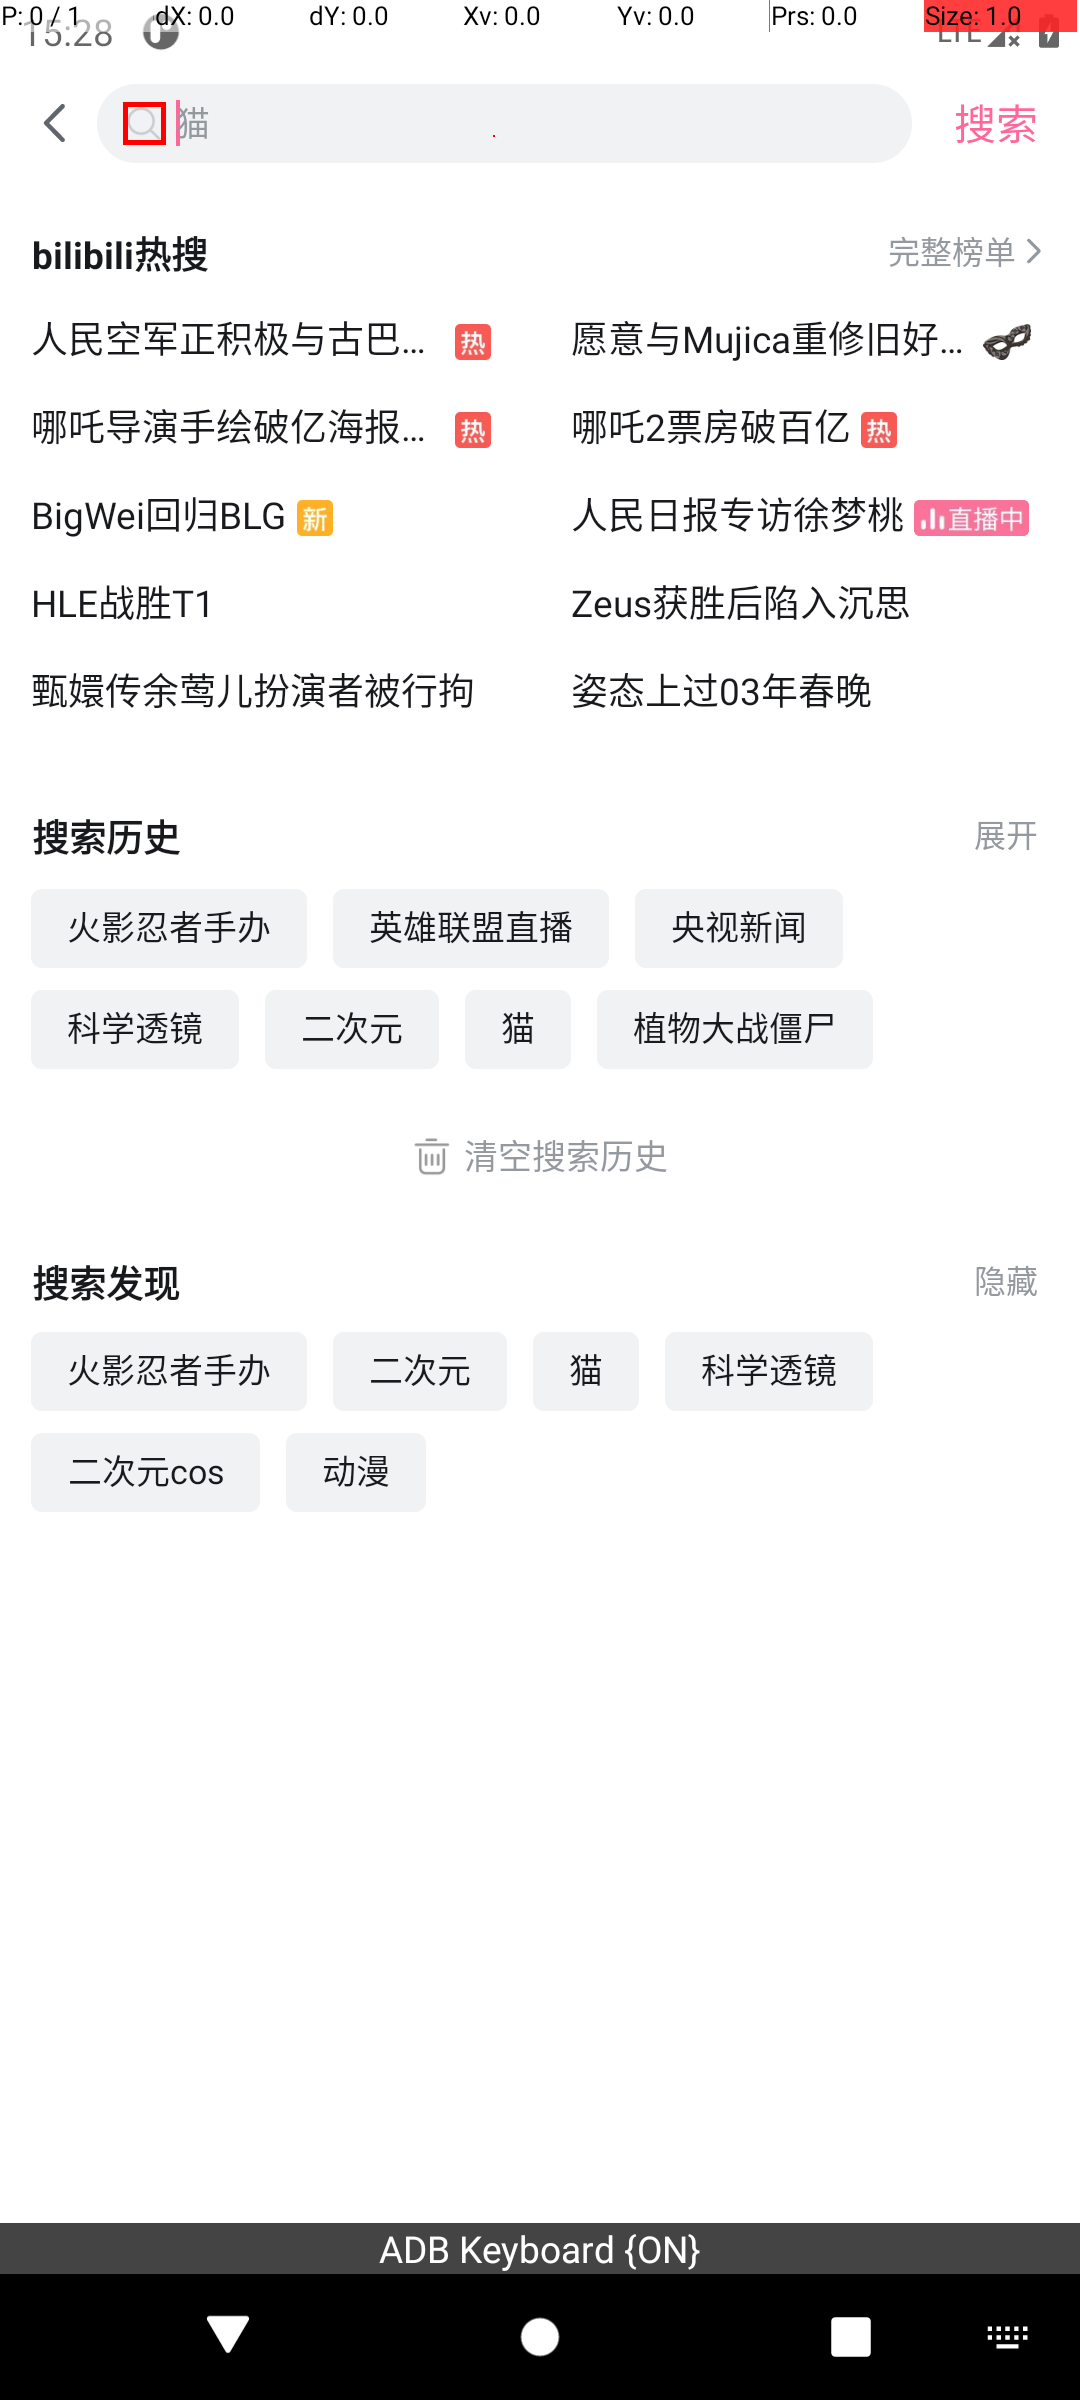 P: 0 / 1 dX: 0.0 dY: 0.0 Xv: 0.0 Yv: 0.0 Prs: 0.0 Size: 1.0
15:28 LTE
猫 搜索
bilibili热搜 完整榜单
人民空军正积极与古巴... 热 愿意与Mujica重修旧好...
哪吒导演手绘破亿海报... 热 哪吒2票房破百亿 热
BigWei回归BLG 新 人民日报专访徐梦桃 直播中
HLE战胜T1 Zeus获胜后陷入沉思
甄嬛传余莺儿扮演者被行拘 姿态上过03年春晚
搜索历史 展开
火影忍者手办 英雄联盟直播 央视新闻
科学透镜 二次元 猫 植物大战僵尸
清空搜索历史
搜索发现 隐藏
火影忍者手办 二次元 猫 科学透镜
二次元cos 动漫
ADB Keyboard {ON}